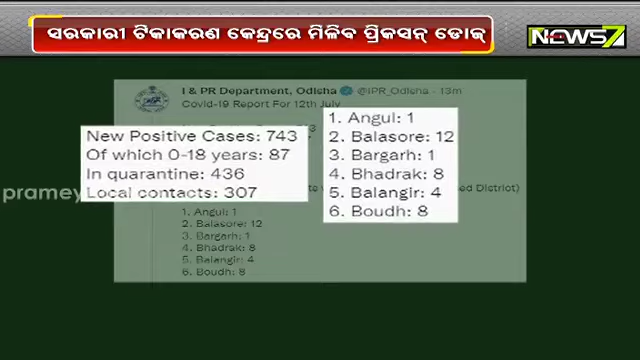 ସରକାରୀ ଟିକାକରଣ କେନ୍ଦ୍ରରେ ମିଳିବ ପ୍ରିକସନ୍ ଡୋଜ୍
NEWS7
I & PR Department, Odisha @IPR_Odisha · 13m
Covid-19 Report For 12th July
New Positive Cases: 743
Of which 0-18 years: 87
In quarantine: 436
Local contacts: 307
1. Angul: 1
2. Balasore: 12
3. Bargarh: 1
4. Bhadrak: 8
5. Balangir: 4
6. Boudh: 8
pramey
District)
1. Angul: 1
2. Balasore: 12
3. Bargarh: 1
4. Bhadrak: 8
5. Balangir: 4
6. Boudh: 8